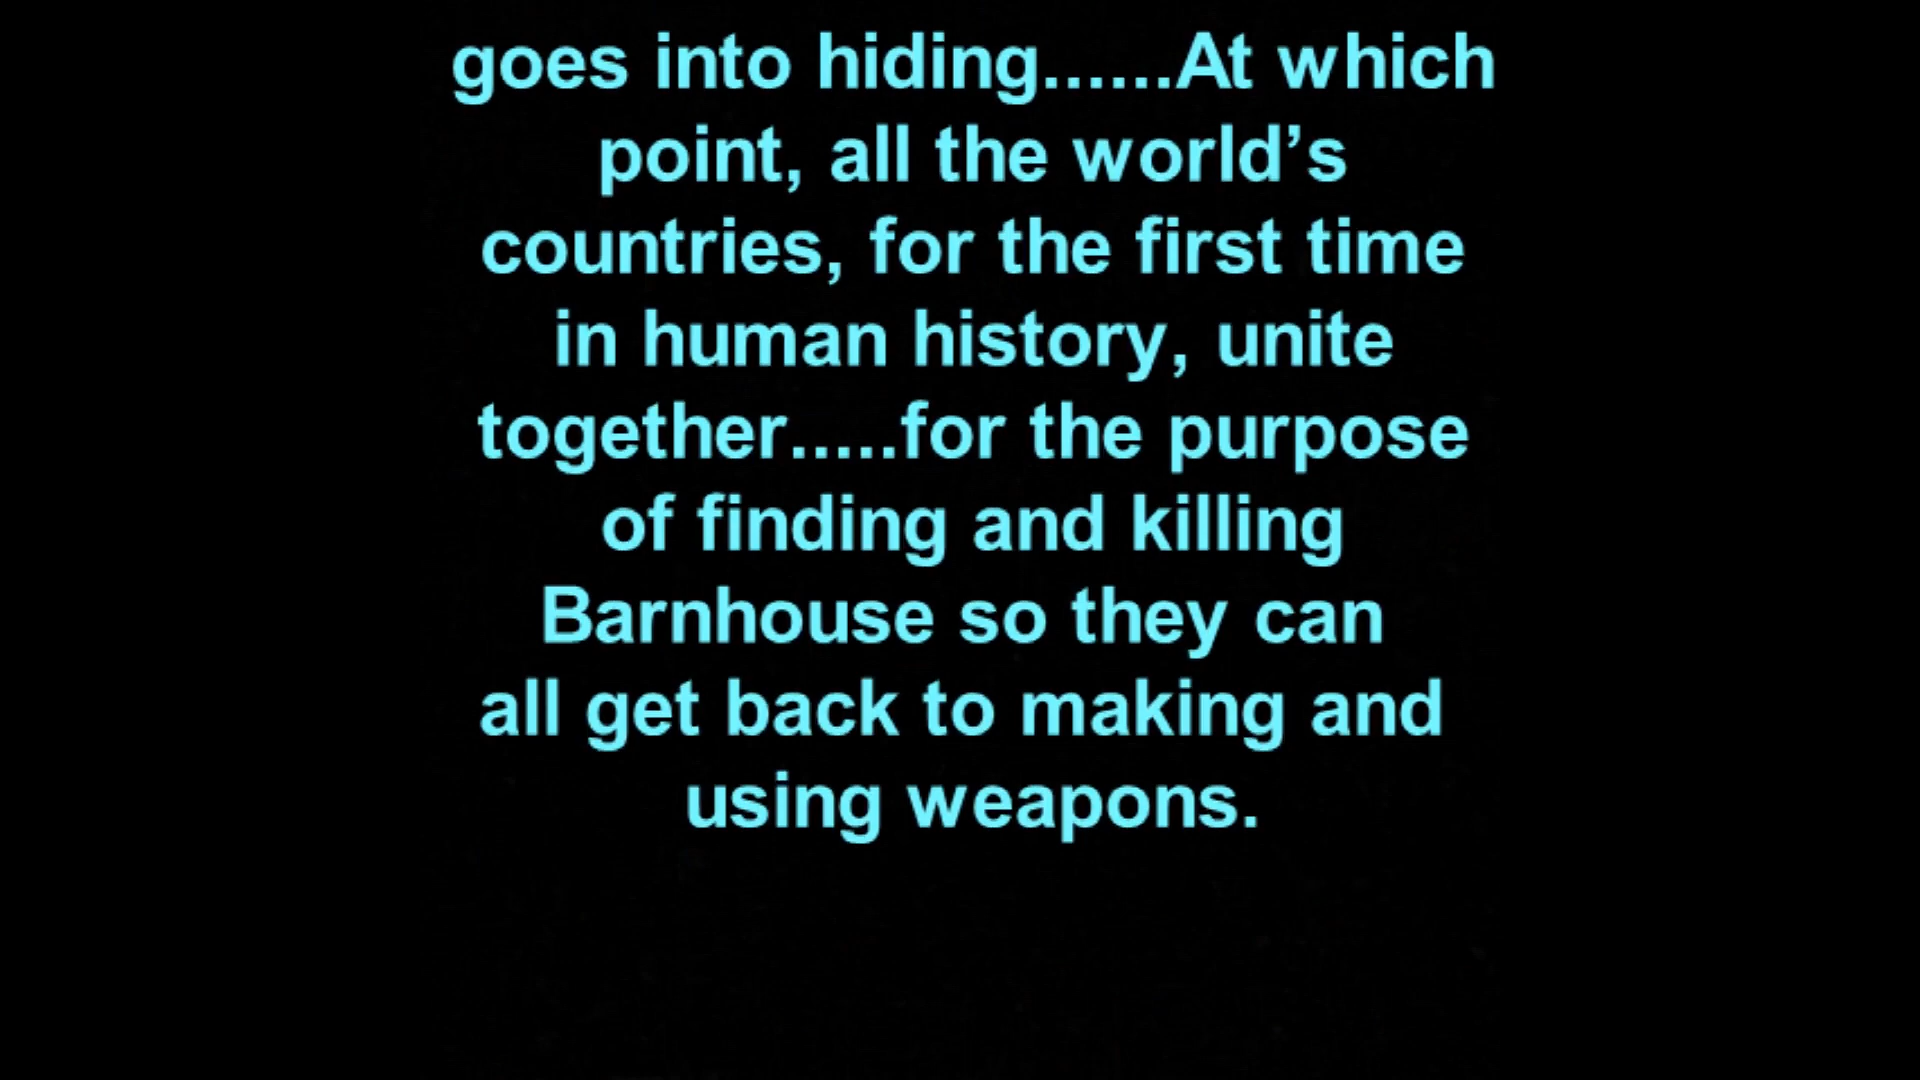 goes into hiding......At which
point, all the world’s
countries, for the first time
in human history, unite
together.....for the purpose
of finding and killing
Barnhouse so they can
all get back to making and
using weapons.